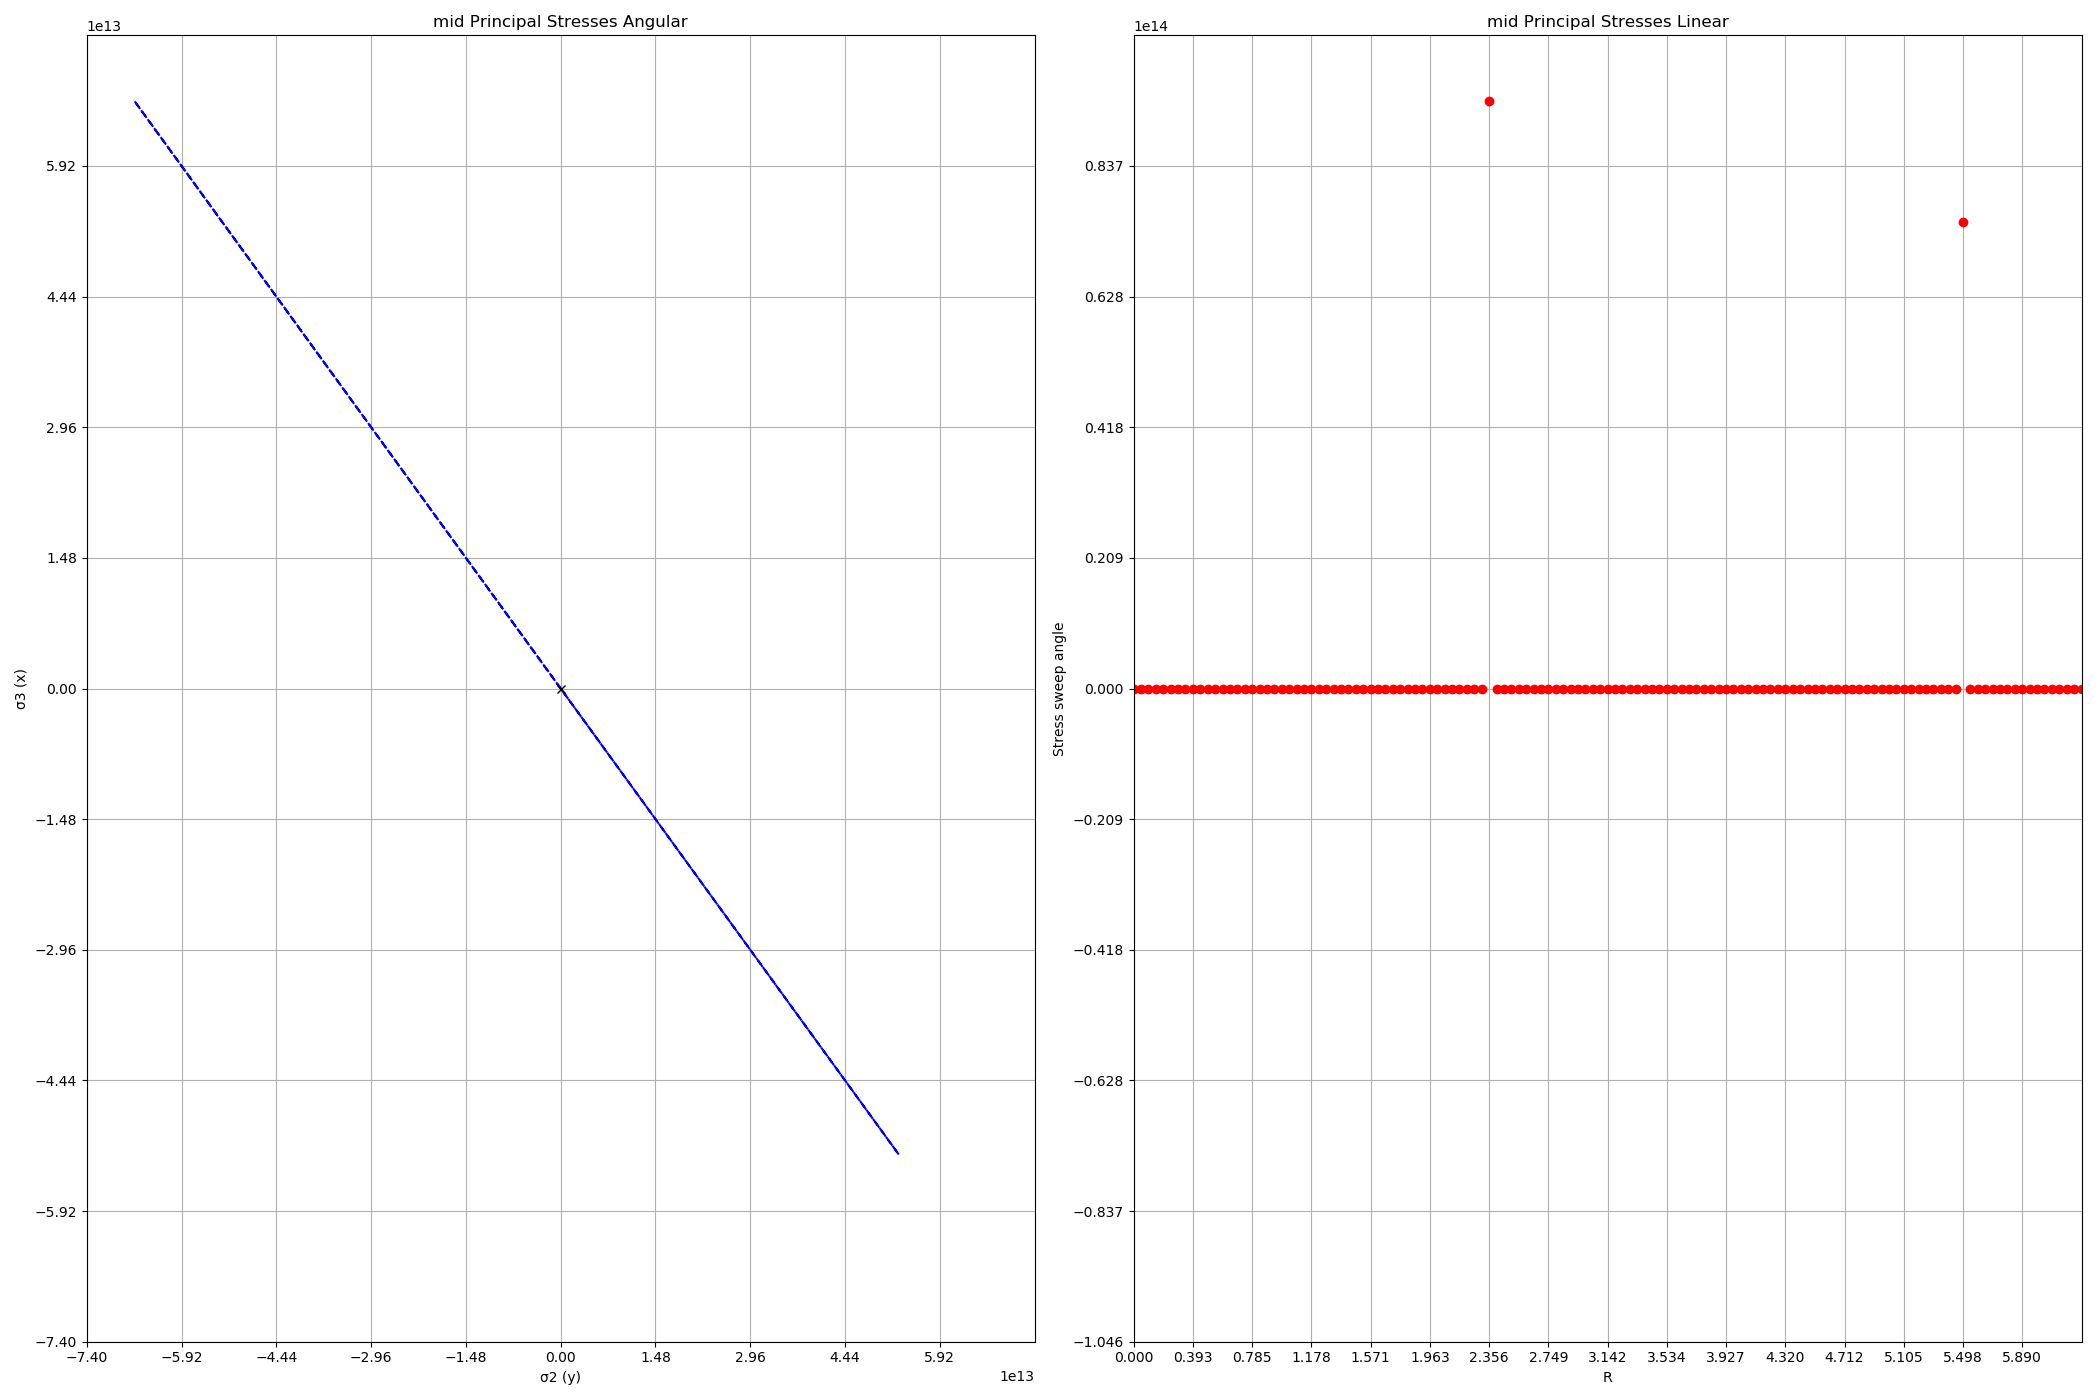 mid Principal Stresses Angular
1e13
5.92
4.44
2.96
1.48
0.00
−1.48
−2.96
−4.44
−5.92
−7.40
σ3 (x)
−7.40 −5.92 −4.44 −2.96 −1.48 0.00 1.48 2.96 4.44 5.92
σ2 (y)
1e13
mid Principal Stresses Linear
1e14
0.837
0.628
0.418
0.209
0.000
−0.209
−0.418
−0.628
−0.837
−1.046
Stress sweep angle
0.000 0.393 0.785 1.178 1.571 1.963 2.356 2.749 3.142 3.534 3.927 4.320 4.712 5.105 5.498 5.890
R